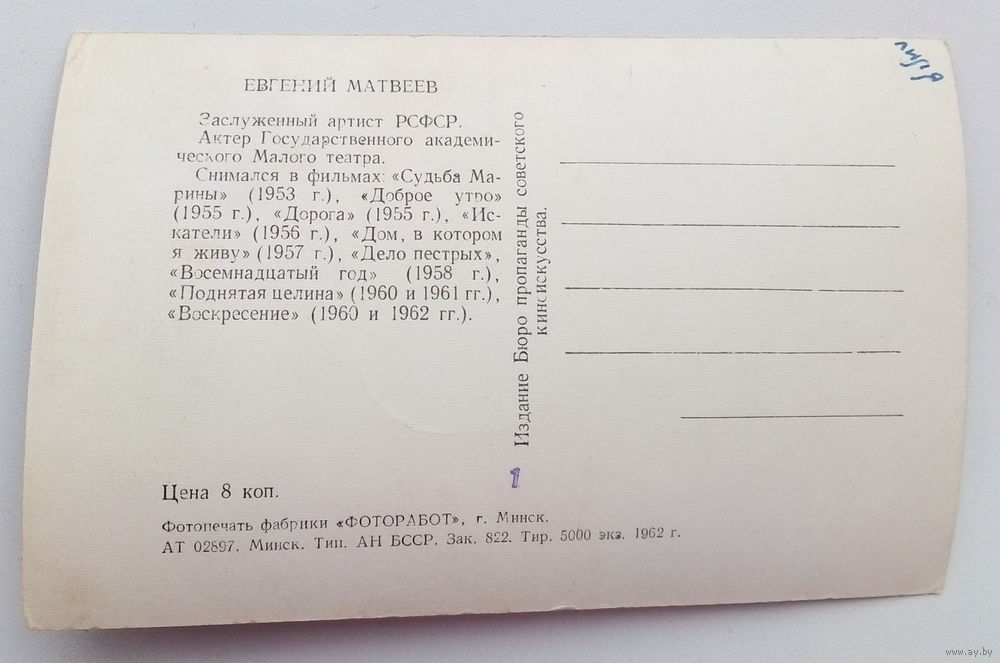 ЕВГЕНИЙ МАТВЕЕВ
Заслуженный артист РСФСР.
Актер Государственного академи-
ческого Малого театра.
Снимался в фильмах: «Судьба Ма-
рины» (1953 г.), «Доброе утро»
(1955 г.), «Дорога» (1955 г.), «Ис-
катели» (1956 г.), «Дом, в котором
я живу» (1957 г.), «Дело пестрых»,
«Восемнадцатый год» (1958 г.),
«Поднятая целина» (1960 и 1961 гг.),
«Воскресение» (1960 и 1962 гг.).
Цена 8 коп.
Фотопечать фабрики «ФОТОРАБОТ», г. Минск.
АТ 02897. Минск. Тип. АН БССР. Зак. 822. Тир. 5000 экз. 1962 г.
Издание Бюро пропаганды советского
киноискусства.
1
www.ay.by